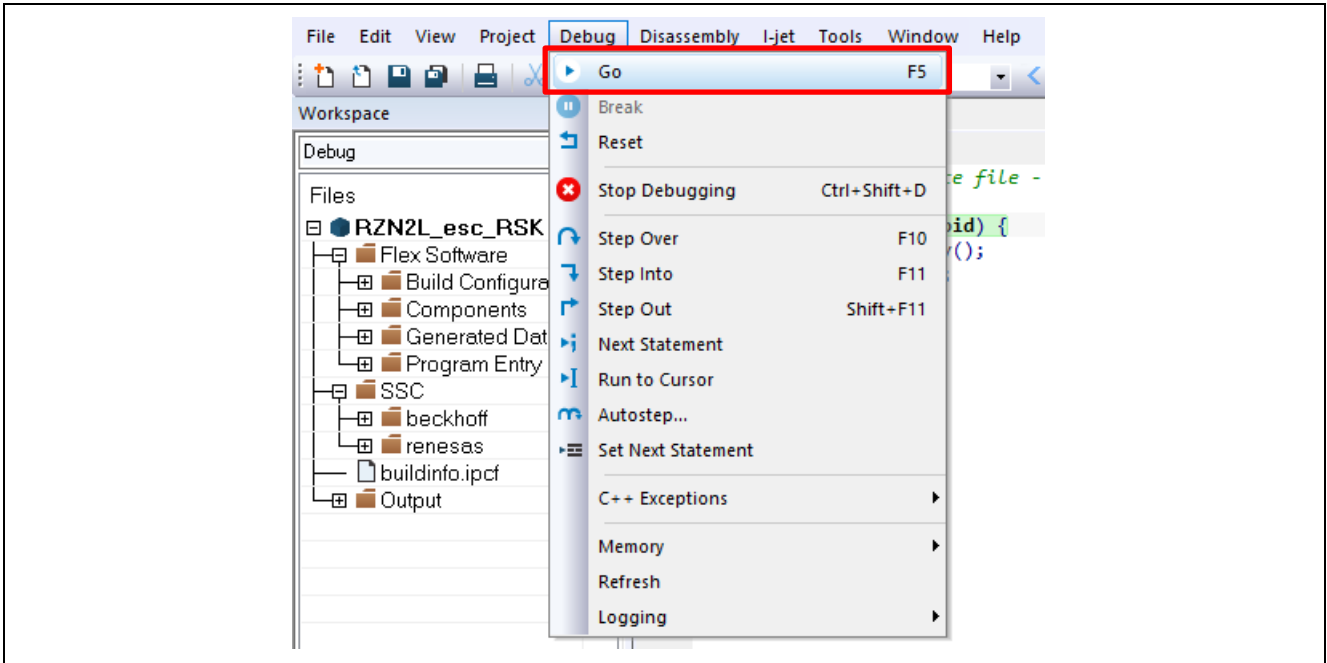 File Edit View Project Debug Disassembly I-jet Tools Window Help
Go F5
Workspace
Break
Debug
Reset
Files
Stop Debugging Ctrl+Shift+D
file -
RZN2L_esc_RSK
) {
Flex Software
Step Over F10
();
Build Configura
Step Into F11
Components
Step Out Shift+F11
Generated Dat
Next Statement
Program Entry
Run to Cursor
SSC
beckhoff
Autostep...
renesas
Set Next Statement
buildinfo.ipcf
Output
C++ Exceptions
Memory
Refresh
Logging